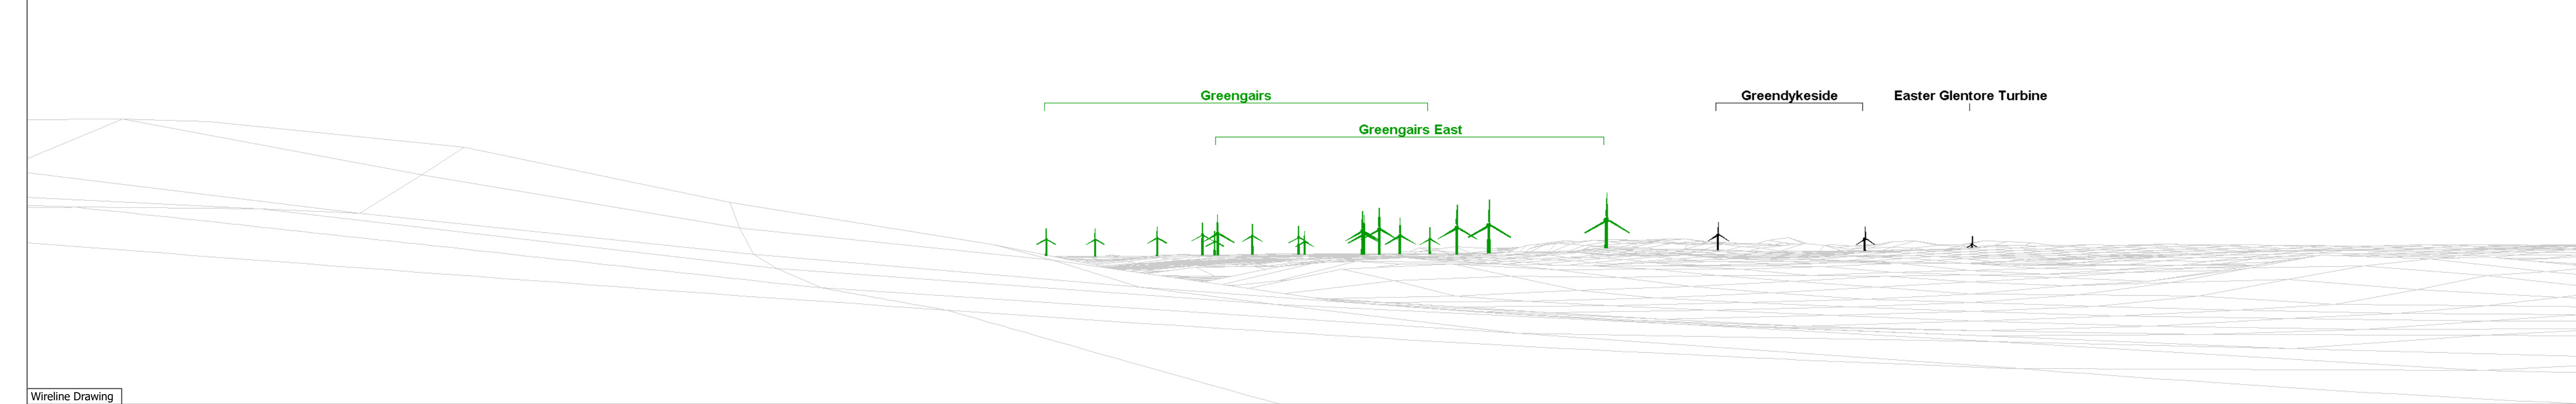 Greengairs
Greendykeside
Easter Glentore Turbine
Greengairs East
Wireline Drawing